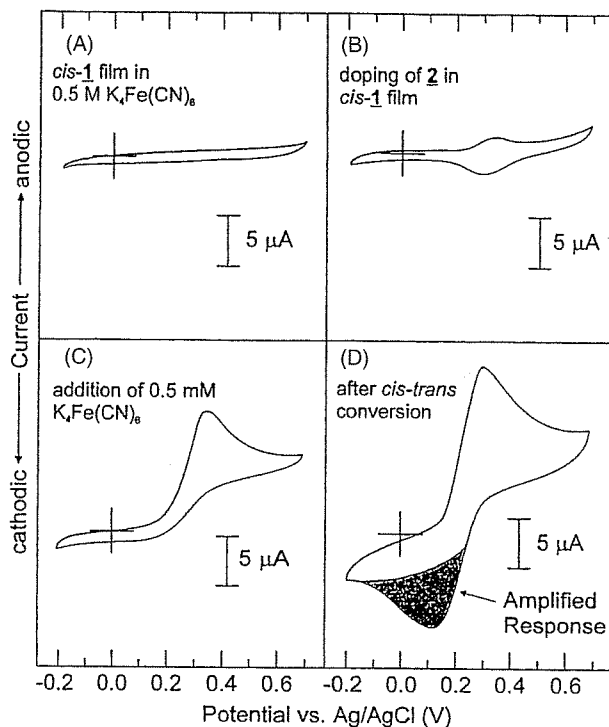 (A)
cis-1 film in
0.5 M K₄Fe(CN)₆
5 μA
(B)
doping of 2 in
cis-1 film
5 μA
(C)
addition of 0.5 mM
K₄Fe(CN)₆
5 μA
(D)
after cis-trans
conversion
5 μA
Amplified
Response
cathodic ← Current → anodic
-0.2 0.0 0.2 0.4 0.6 -0.2 0.0 0.2 0.4 0.6
Potential vs. Ag/AgCl (V)